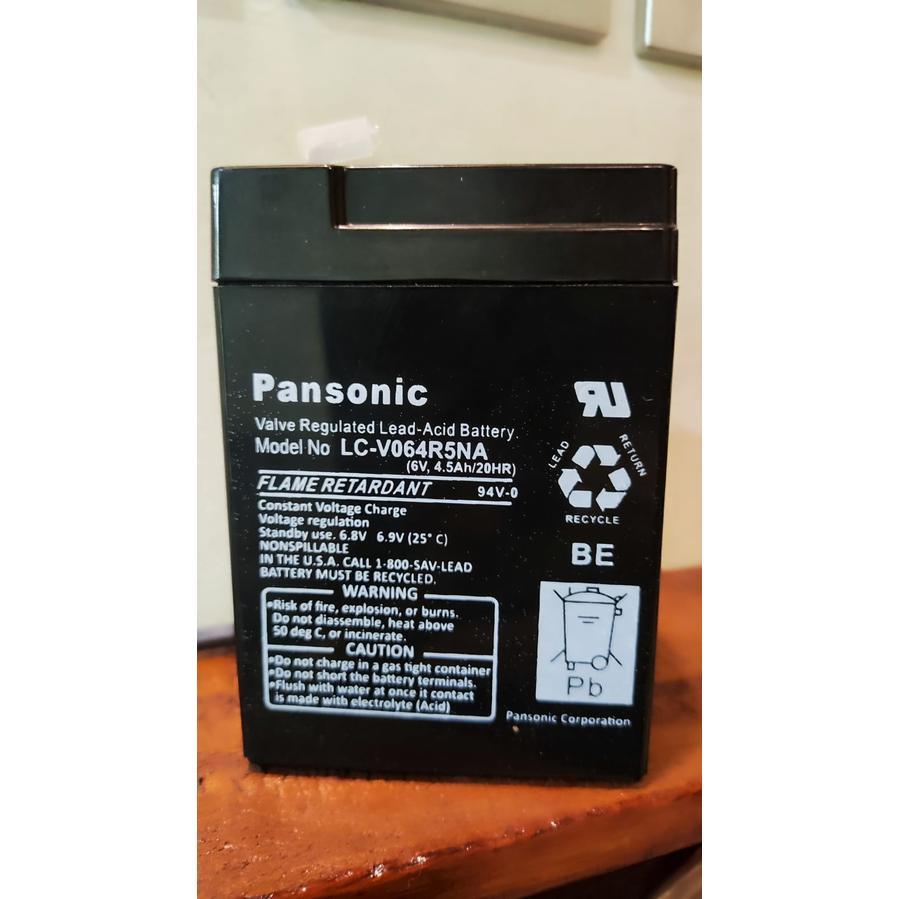 Pansonic
Valve Regulated Lead-Acid Battery
Model No LC-V064R5NA
(6V, 4.5Ah/20HR)
FLAME RETARDANT 94V-0
Constant Voltage Charge
Voltage regulation
Standby use. 6.8V 6.9V (25° C)
NONSPILLABLE
IN THE U.S.A. CALL 1-800-SAV-LEAD
BATTERY MUST BE RECYCLED.
WARNING
•Risk of fire, explosion, or burns.
Do not diassemble, heat above
50 deg C, or incinerate.
CAUTION
•Do not charge in a gas tight container
•Do not short the battery terminals.
•Flush with water at once it contact
is made with electrolyte (Acid)
RU
LEAD
RETURN
RECYCLE
BE
Pb
Pansonic Corporation